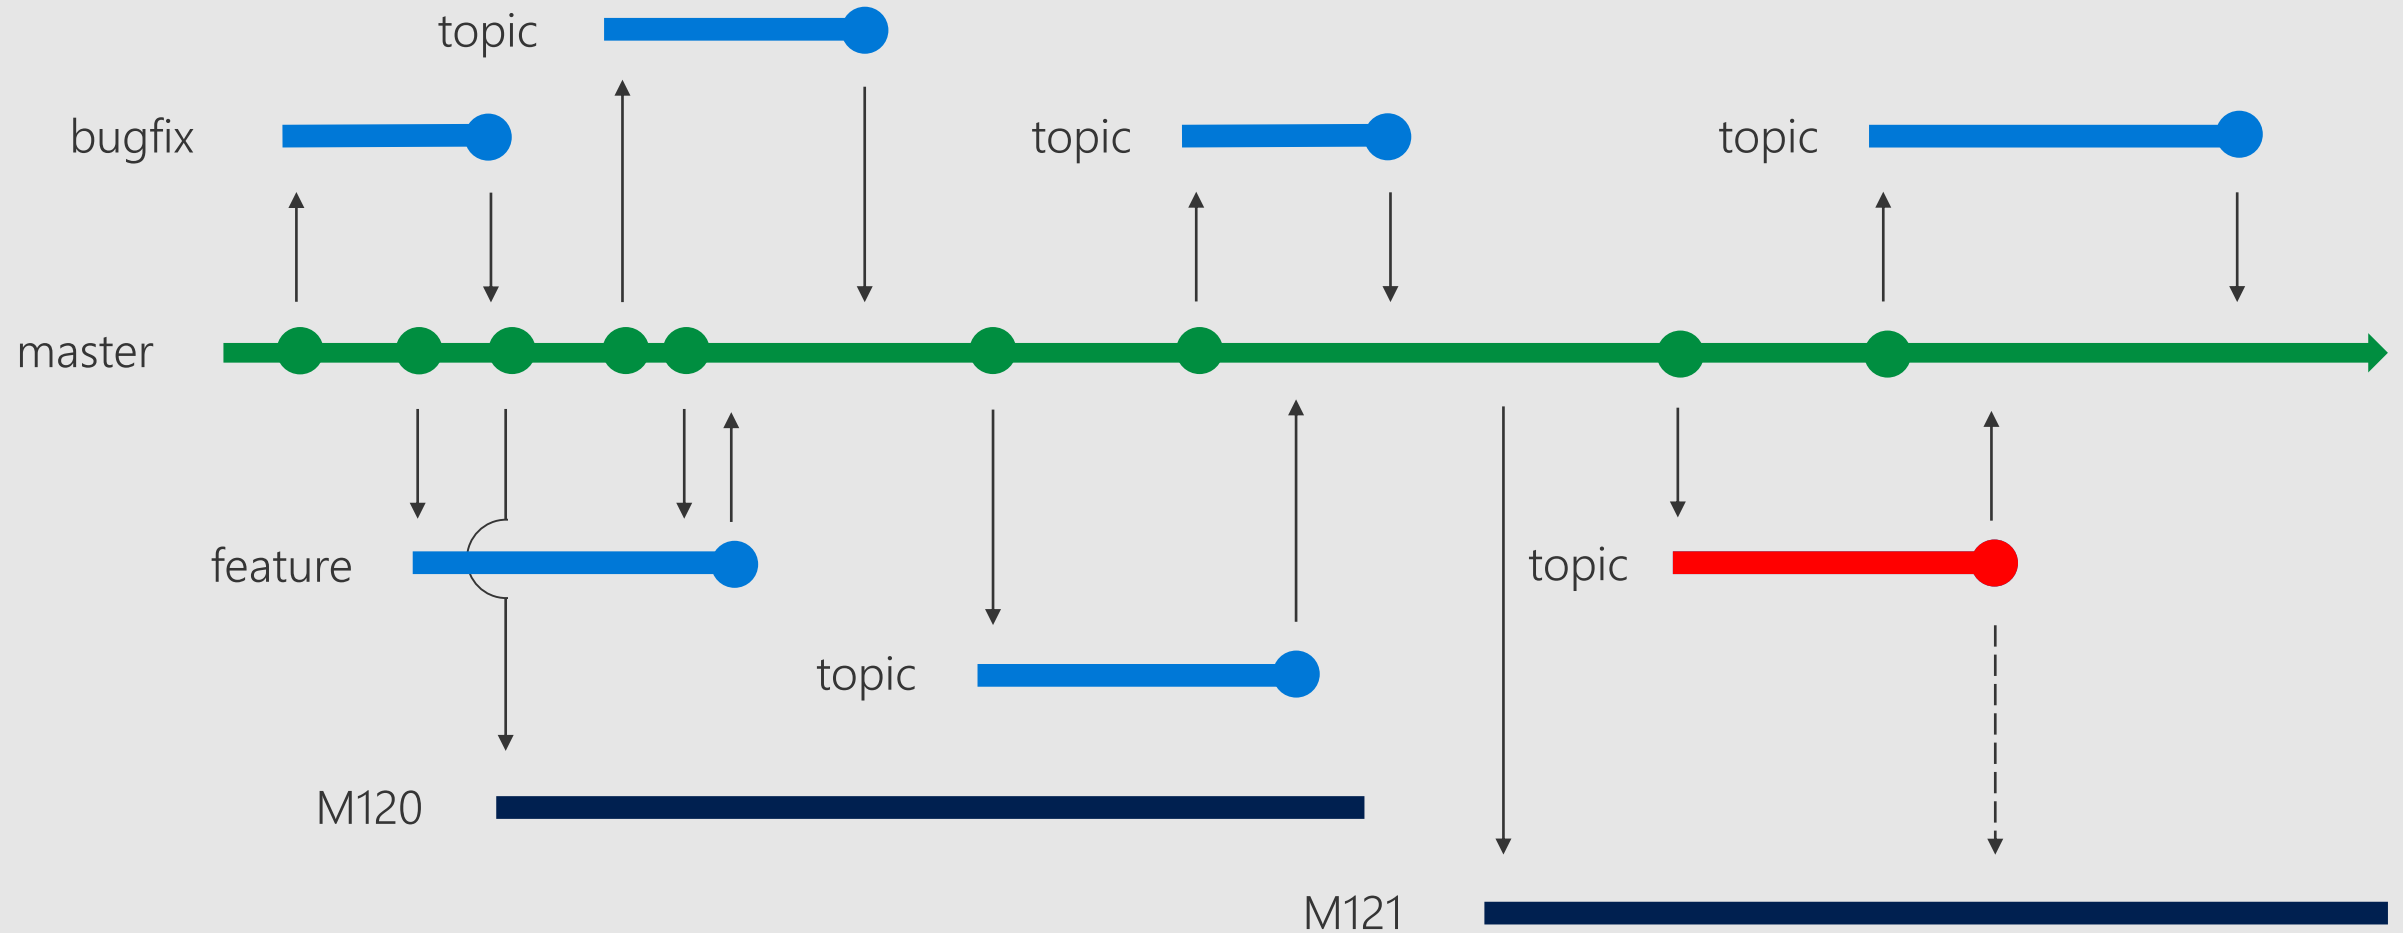 topic
bugfix
topic
topic
master
feature
topic
topic
M120
M121